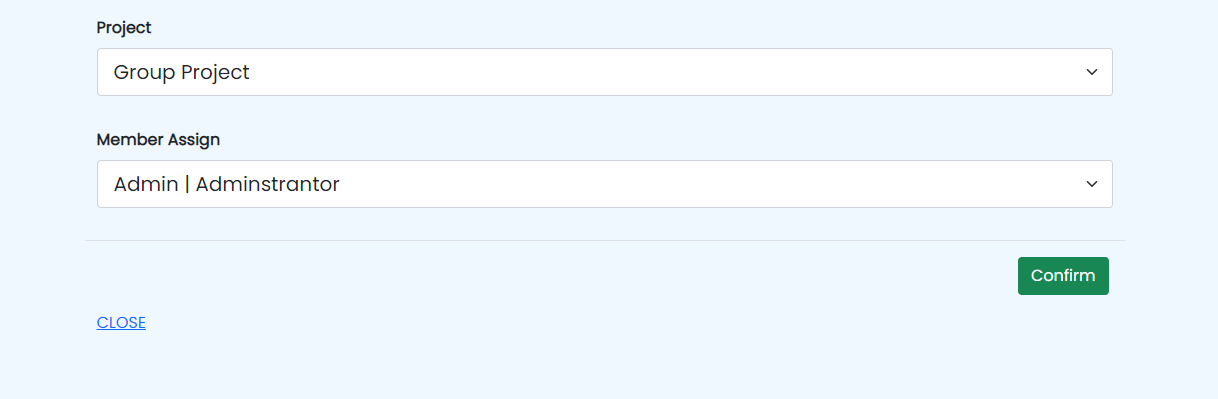 Project
Group Project
Member Assign
Admin | Adminstrantor
Confirm
CLOSE